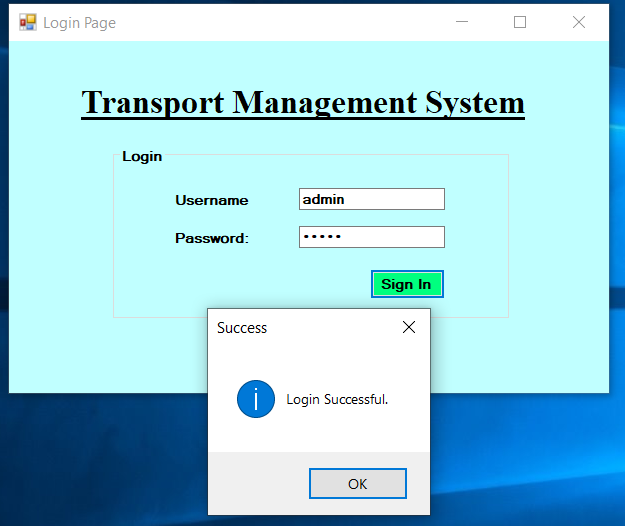 Login Page
Transport Management System
Login
Username
admin
Password:
•••••
Sign In
Success
Login Successful.
OK